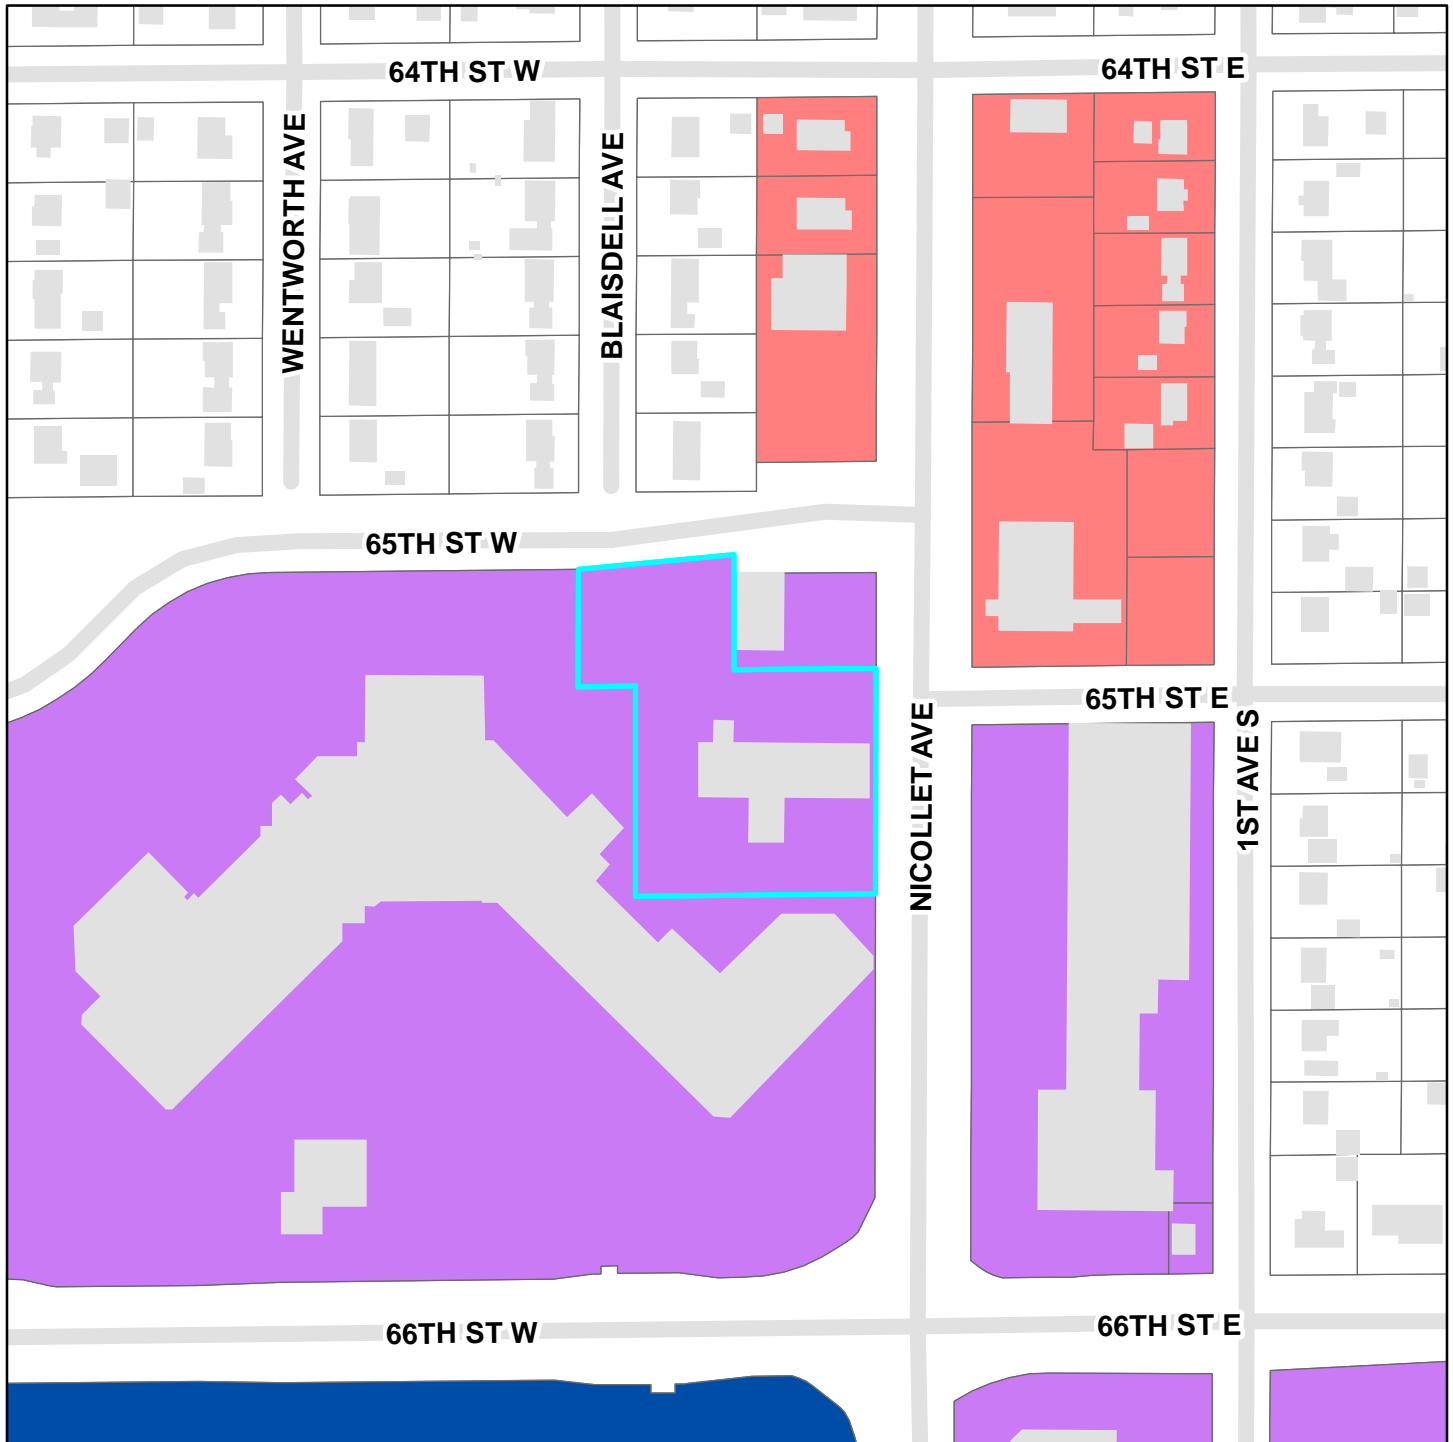 64TH ST W
64TH ST E
WENTWORTH AVE
BLAISDELL AVE
65TH ST W
65TH ST E
NICOLLET AVE
1ST AVE S
66TH ST W
66TH ST E